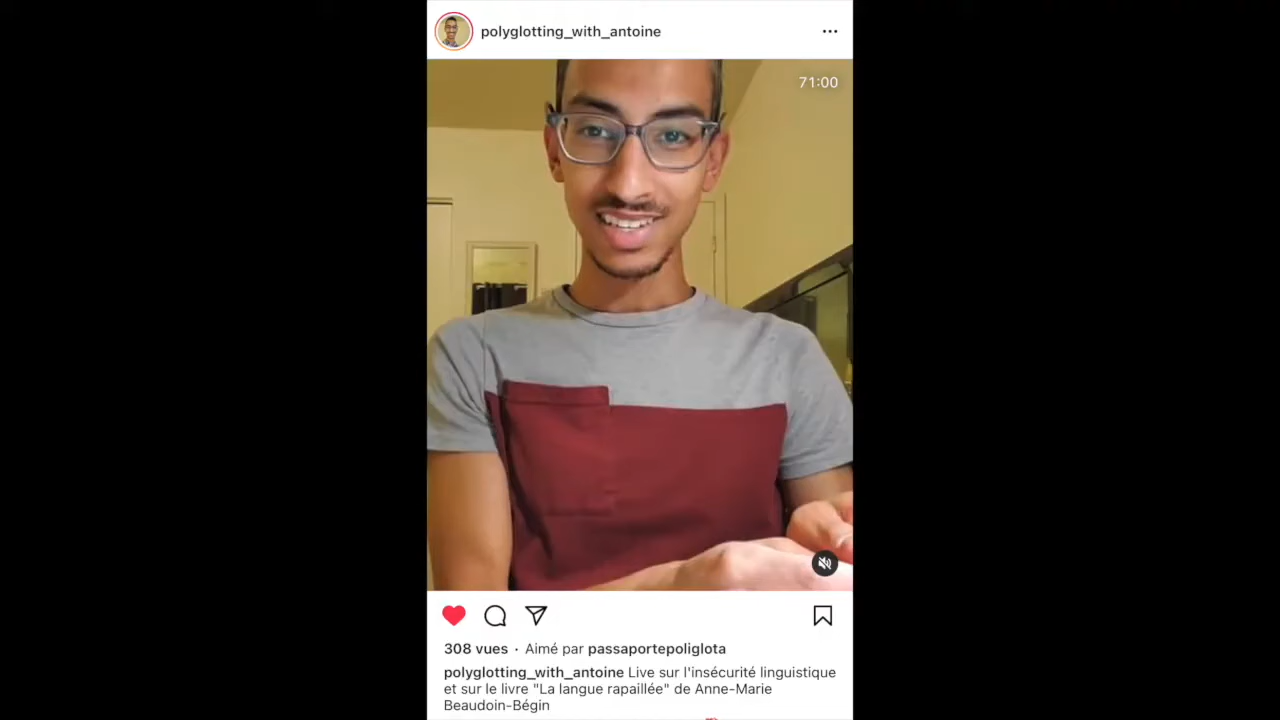 polyglotting_with_antoine
71:00
308 vues · Aimé par passaportepoliglota
polyglotting_with_antoine Live sur l'insécurité linguistique
et sur le livre "La langue rapaillée" de Anne-Marie
Beaudoin-Bégin